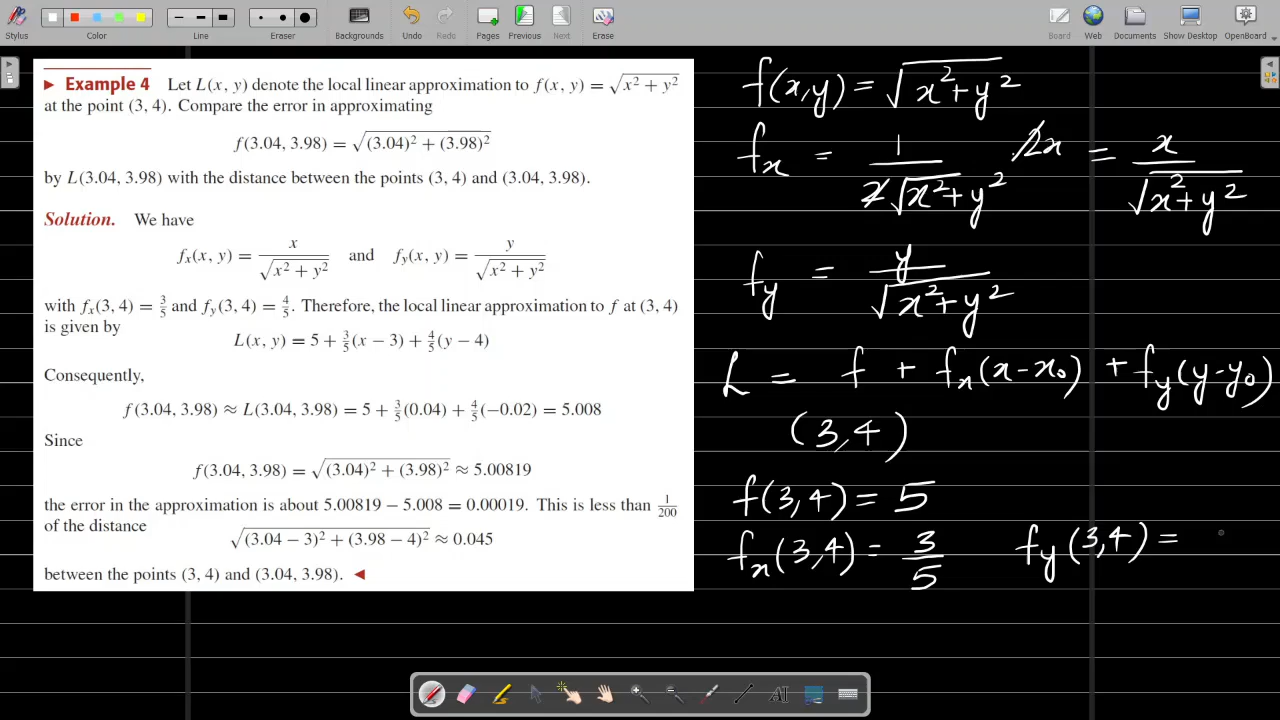 Stylus Color Line Eraser Backgrounds Undo Redo Pages Previous Next Erase Board Web Documents Show Desktop OpenBoard
► Example 4 Let L(x, y) denote the local linear approximation to f(x, y) = √(x² + y²)
at the point (3, 4). Compare the error in approximating
f(3.04, 3.98) = √((3.04)² + (3.98)²)
by L(3.04, 3.98) with the distance between the points (3, 4) and (3.04, 3.98).
Solution. We have
fₓ(x, y) = x/√(x² + y²) and f_y(x, y) = y/√(x² + y²)
with fₓ(3, 4) = 3/5 and f_y(3, 4) = 4/5. Therefore, the local linear approximation to f at (3, 4)
is given by
L(x, y) = 5 + 3/5(x − 3) + 4/5(y − 4)
Consequently,
f(3.04, 3.98) ≈ L(3.04, 3.98) = 5 + 3/5(0.04) + 4/5(−0.02) = 5.008
Since
f(3.04, 3.98) = √((3.04)² + (3.98)²) ≈ 5.00819
the error in the approximation is about 5.00819 − 5.008 = 0.00019. This is less than 1/200
of the distance
√((3.04 − 3)² + (3.98 − 4)²) ≈ 0.045
between the points (3, 4) and (3.04, 3.98). ◄
f(x,y) = √(x²+y²)
fₓ = 1/(2√(x²+y²)) · 2x = x/√(x²+y²)
f_y = y/√(x²+y²)
L = f + fₓ(x-x₀) + f_y(y-y₀)
(3,4)
f(3,4) = 5
fₓ(3,4) = 3/5 f_y(3,4) =
AI